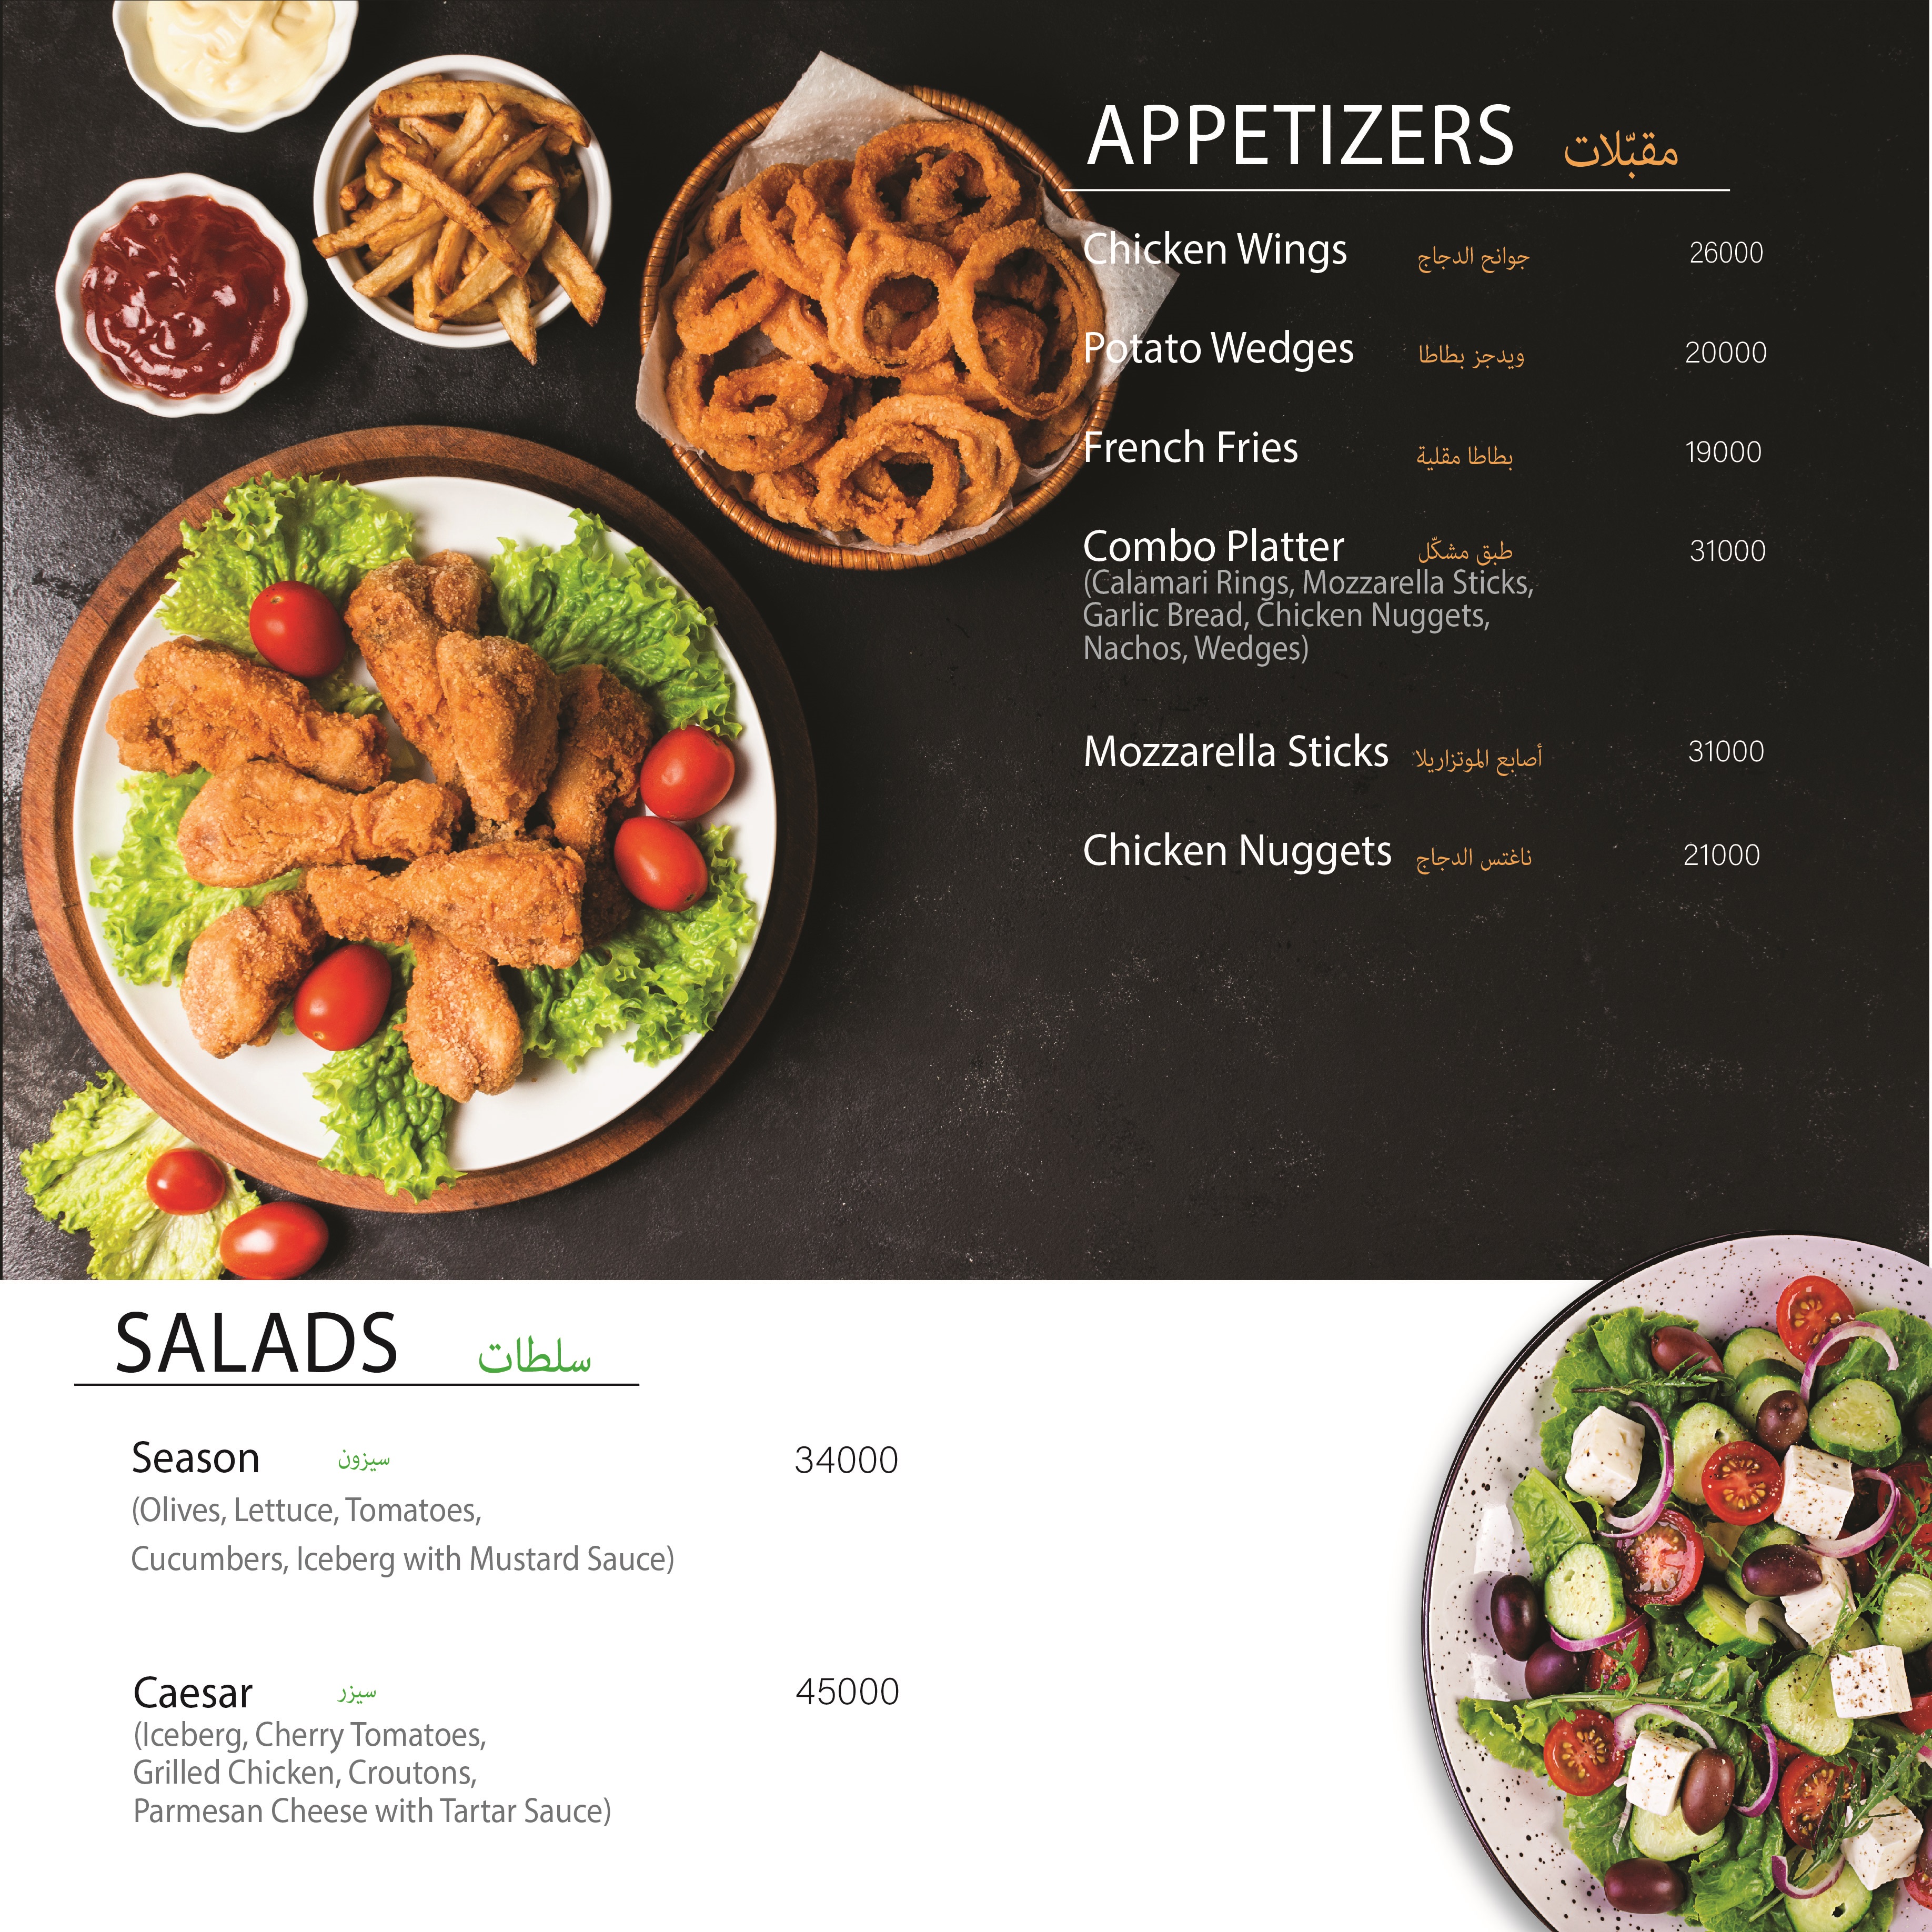 APPETIZERS مقبّلات
Chicken Wings جوانح الدجاج 26000
Potato Wedges ويدجز بطاطا 20000
French Fries بطاطا مقلية 19000
Combo Platter طبق مشكّل 31000
(Calamari Rings, Mozzarella Sticks,
Garlic Bread, Chicken Nuggets,
Nachos, Wedges)
Mozzarella Sticks أصابع الموتزاريلا 31000
Chicken Nuggets ناغتس الدجاج 21000
SALADS سلطات
Season سيزون 34000
(Olives, Lettuce, Tomatoes,
Cucumbers, Iceberg with Mustard Sauce)
Caesar سيزر 45000
(Iceberg, Cherry Tomatoes,
Grilled Chicken, Croutons,
Parmesan Cheese with Tartar Sauce)